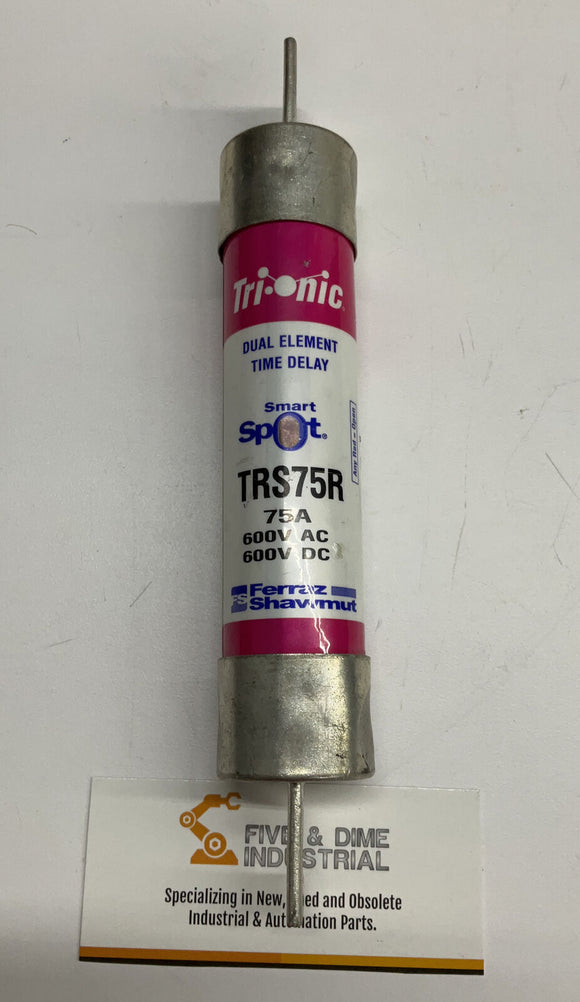 Tri-onic®
DUAL ELEMENT
TIME DELAY
Smart
Spot®
Any Red = Open
TRS75R
75A
600V AC
600V DC
FS Ferraz
Shawmut
FIVE & DIME
INDUSTRIAL
Specializing in New, Used and Obsolete
Industrial & Automation Parts.